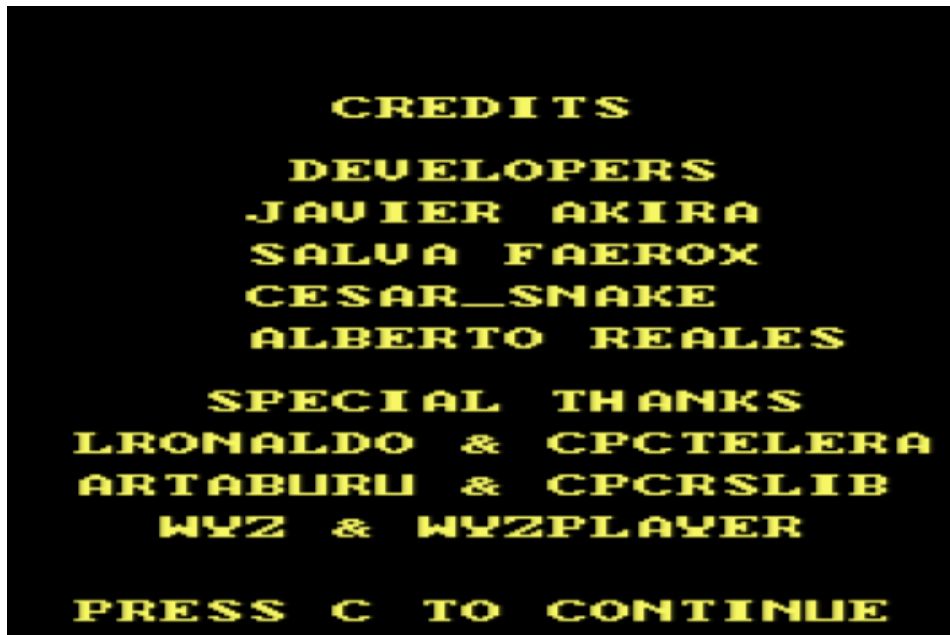 CREDITS
DEVELOPERS
JAVIER AKIRA
SALVA FAEROX
CESAR_SNAKE
ALBERTO REALES
SPECIAL THANKS
LRONALDO & CPCTELERA
ARTABURU & CPCRSLIB
WYZ & WYZPLAYER
PRESS C TO CONTINUE